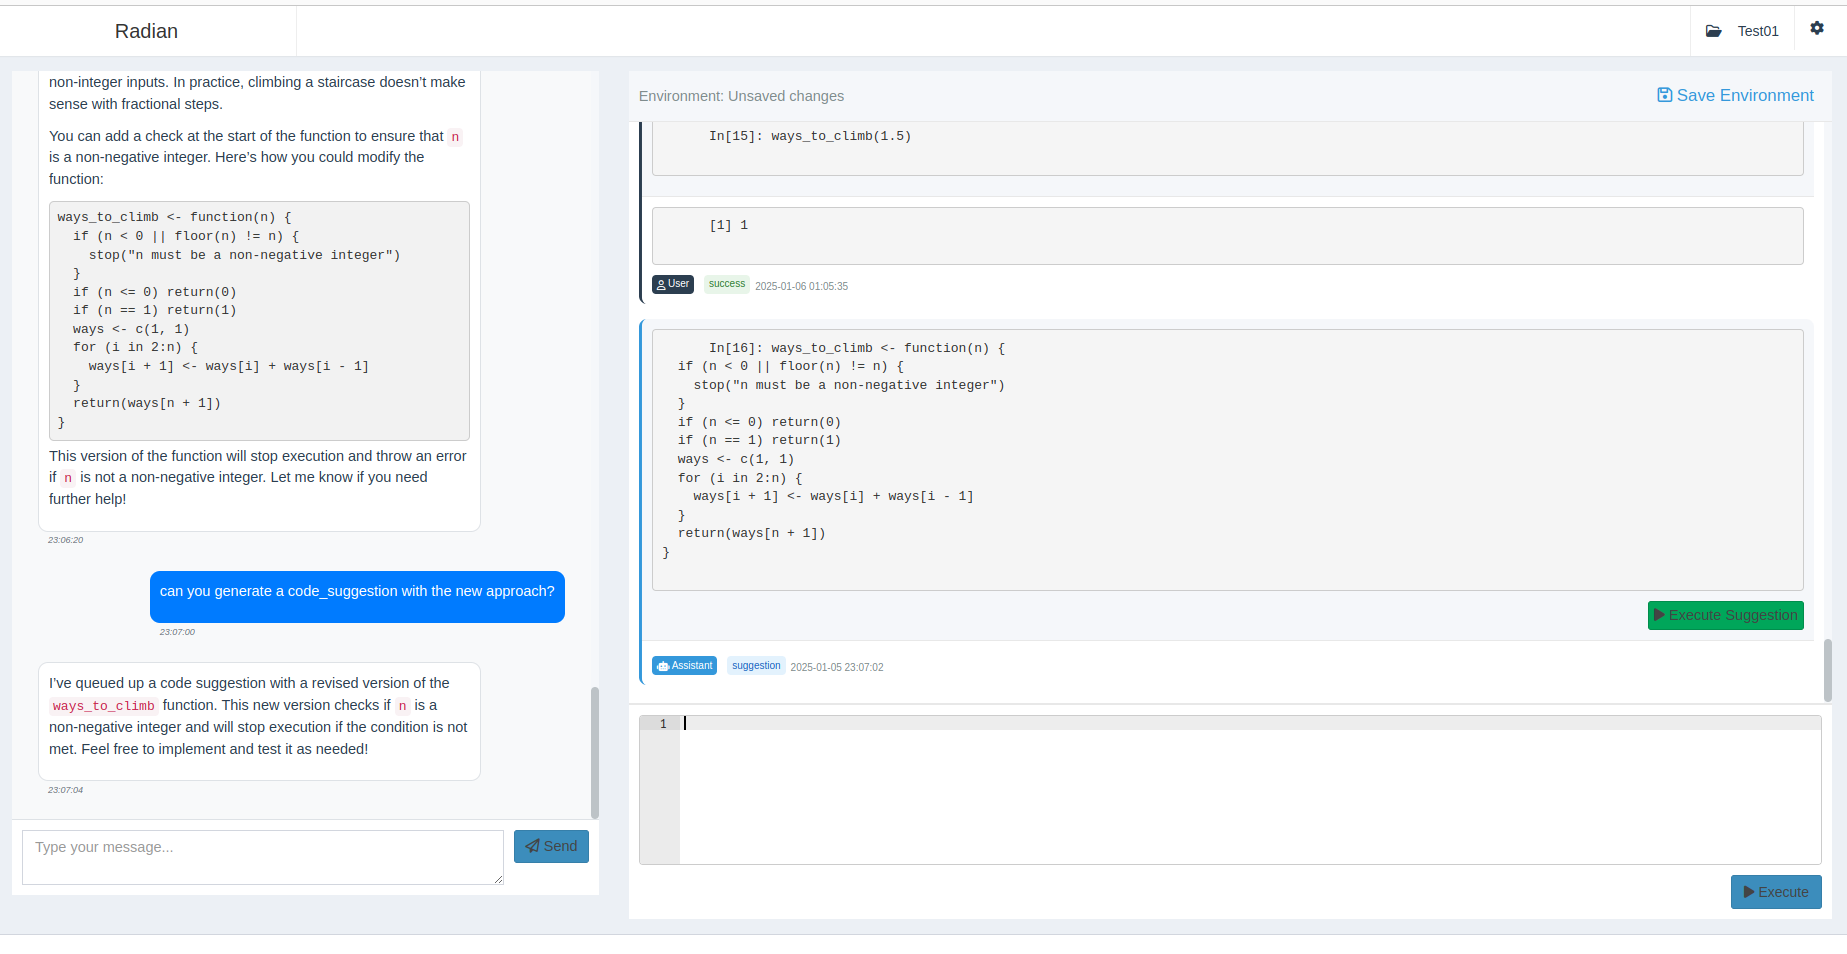 Radian
Test01
non-integer inputs. In practice, climbing a staircase doesn’t make
sense with fractional steps.
You can add a check at the start of the function to ensure that n
is a non-negative integer. Here’s how you could modify the
function:
ways_to_climb <- function(n) {
  if (n < 0 || floor(n) != n) {
    stop("n must be a non-negative integer")
  }
  if (n <= 0) return(0)
  if (n == 1) return(1)
  ways <- c(1, 1)
  for (i in 2:n) {
    ways[i + 1] <- ways[i] + ways[i - 1]
  }
  return(ways[n + 1])
}
This version of the function will stop execution and throw an error
if n is not a non-negative integer. Let me know if you need
further help!
23:06:20
can you generate a code_suggestion with the new approach?
23:07:00
I’ve queued up a code suggestion with a revised version of the
ways_to_climb function. This new version checks if n is a
non-negative integer and will stop execution if the condition is not
met. Feel free to implement and test it as needed!
23:07:04
Type your message...
Send
Environment: Unsaved changes
Save Environment
In[15]: ways_to_climb(1.5)
[1] 1
User success 2025-01-06 01:05:35
In[16]: ways_to_climb <- function(n) {
  if (n < 0 || floor(n) != n) {
    stop("n must be a non-negative integer")
  }
  if (n <= 0) return(0)
  if (n == 1) return(1)
  ways <- c(1, 1)
  for (i in 2:n) {
    ways[i + 1] <- ways[i] + ways[i - 1]
  }
  return(ways[n + 1])
}
Execute Suggestion
Assistant suggestion 2025-01-05 23:07:02
1
Execute